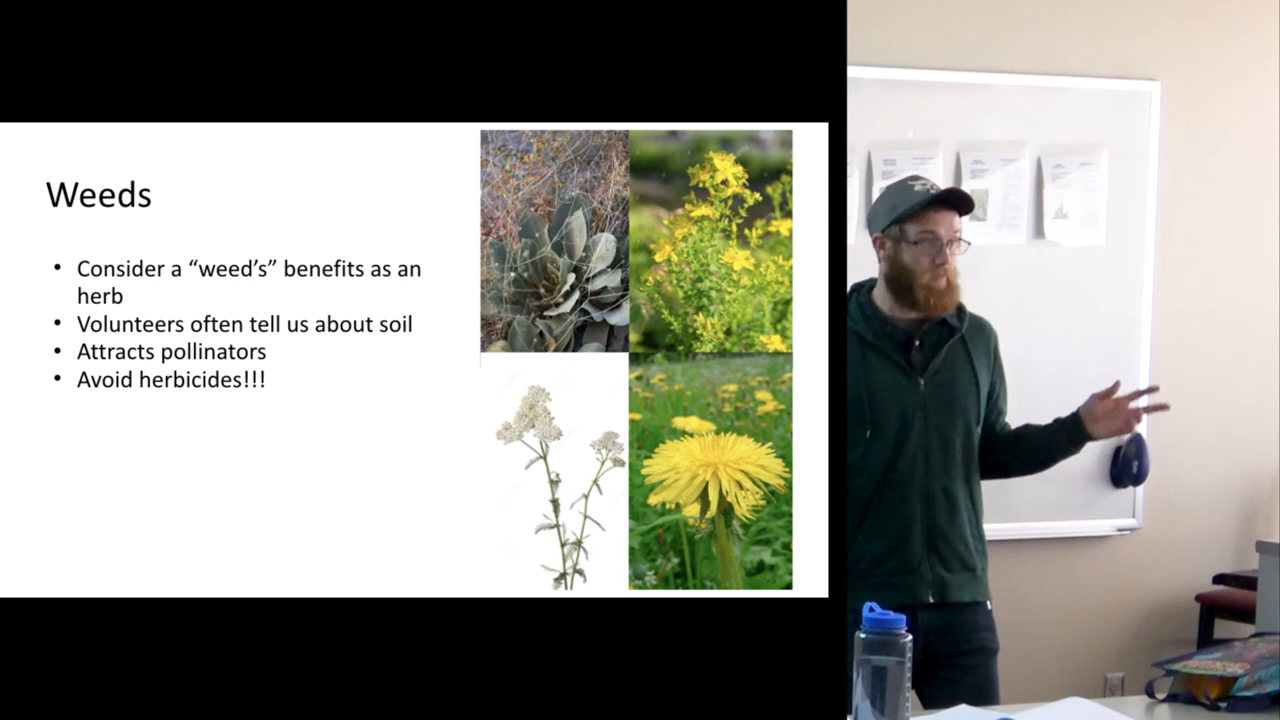 Weeds
• Consider a “weed’s” benefits as an
herb
• Volunteers often tell us about soil
• Attracts pollinators
• Avoid herbicides!!!